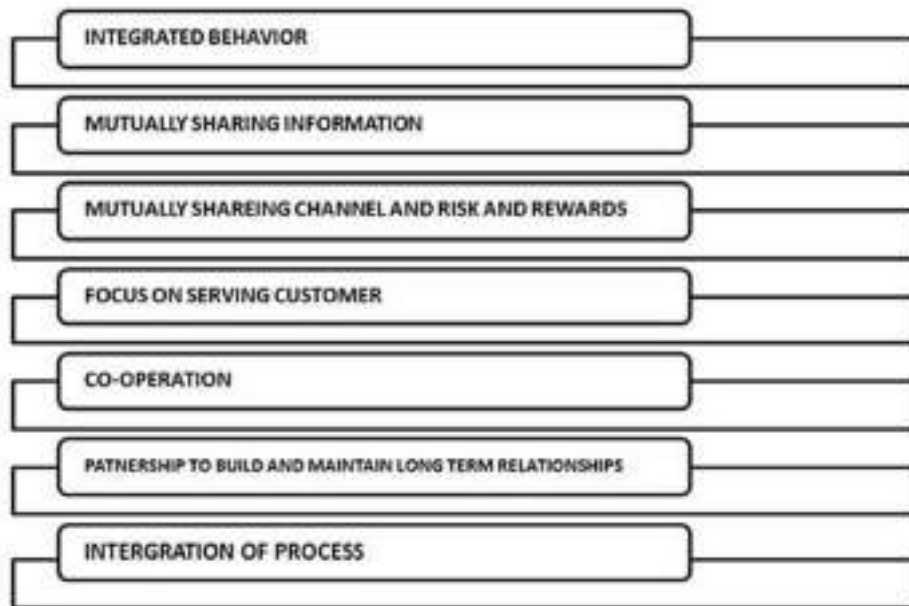 INTEGRATED BEHAVIOR
MUTUALLY SHARING INFORMATION
MUTUALLY SHAREING CHANNEL AND RISK AND REWARDS
FOCUS ON SERVING CUSTOMER
CO-OPERATION
PATNERSHIP TO BUILD AND MAINTAIN LONG TERM RELATIONSHIPS
INTERGRATION OF PROCESS